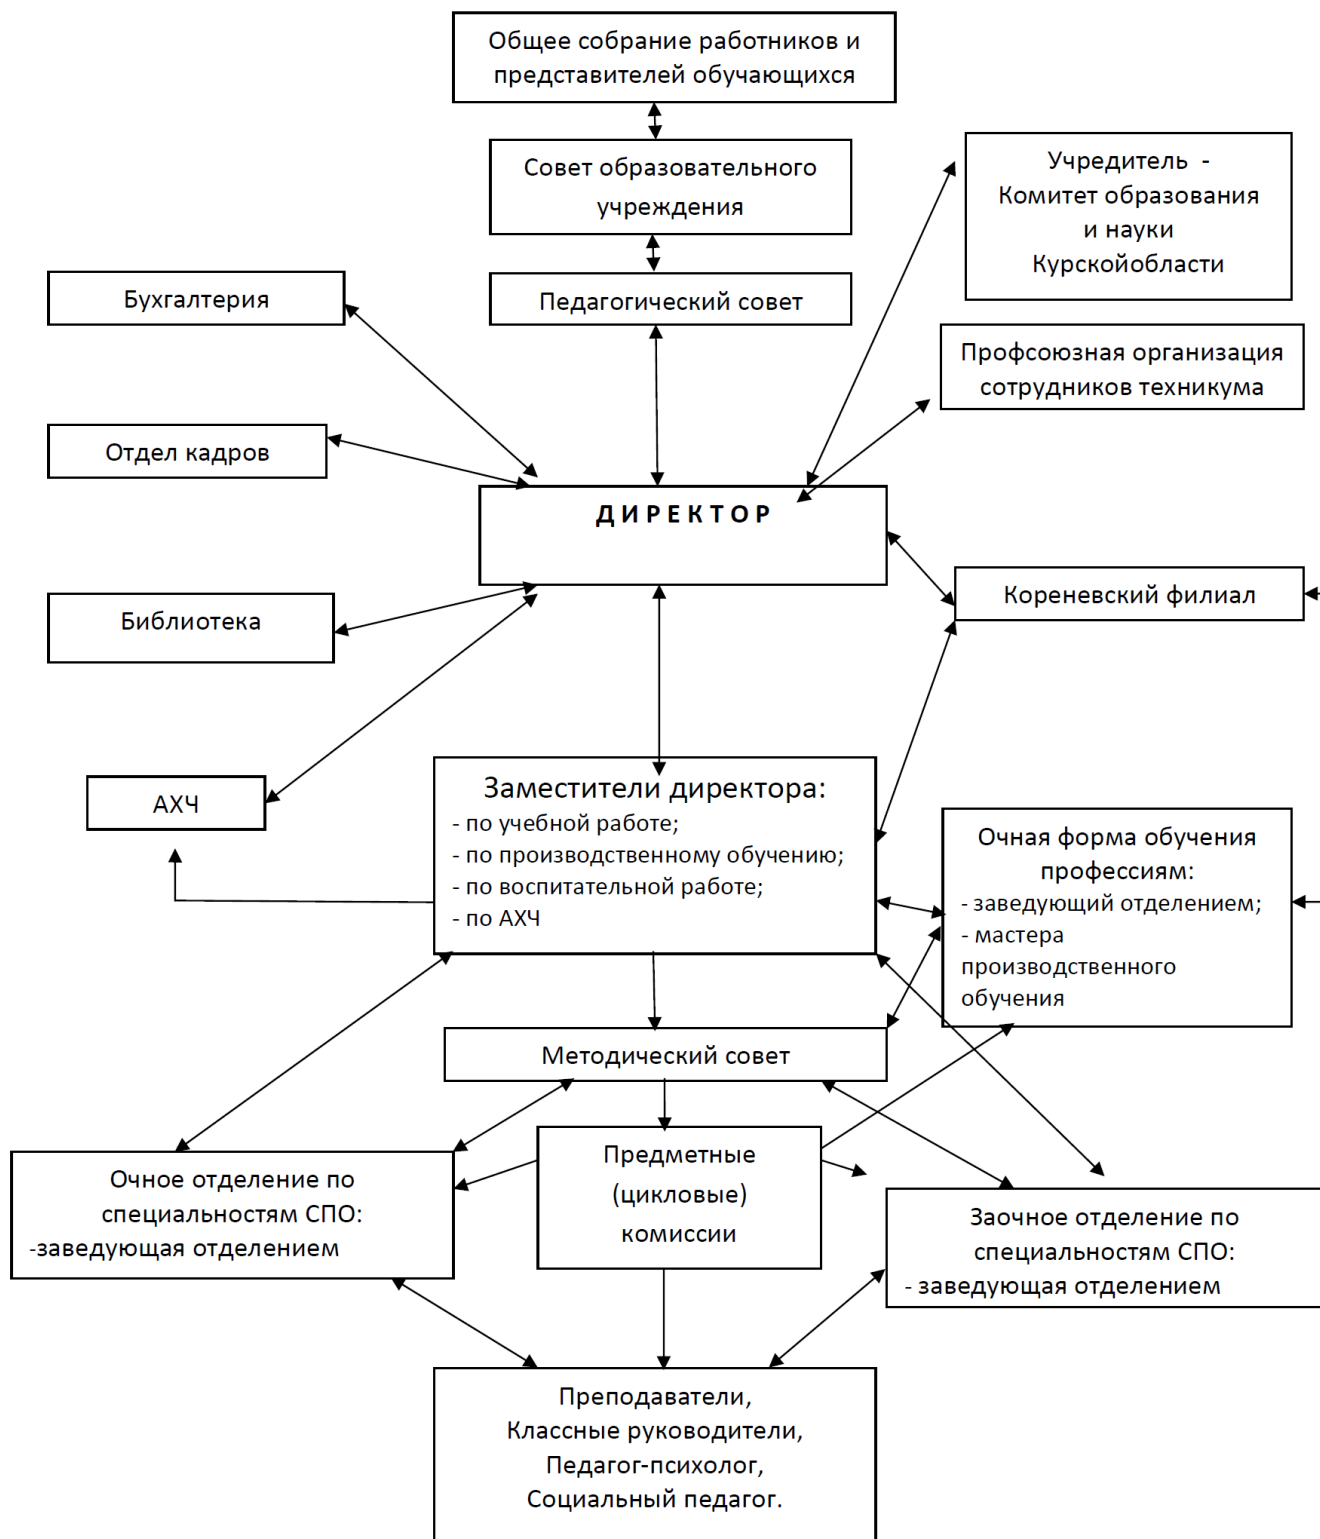 Общее собрание работников и
представителей обучающихся
Совет образовательного
учреждения
Учредитель -
Комитет образования
и науки
Курскойобласти
Бухгалтерия
Педагогический совет
Профсоюзная организация
сотрудников техникума
Отдел кадров
ДИРЕКТОР
Кореневский филиал
Библиотека
АХЧ
Заместители директора:
- по учебной работе;
- по производственному обучению;
- по воспитательной работе;
- по АХЧ
Очная форма обучения
профессиям:
- заведующий отделением;
- мастера
производственного
обучения
Методический совет
Очное отделение по
специальностям СПО:
-заведующая отделением
Предметные
(цикловые)
комиссии
Заочное отделение по
специальностям СПО:
- заведующая отделением
Преподаватели,
Классные руководители,
Педагог-психолог,
Социальный педагог.